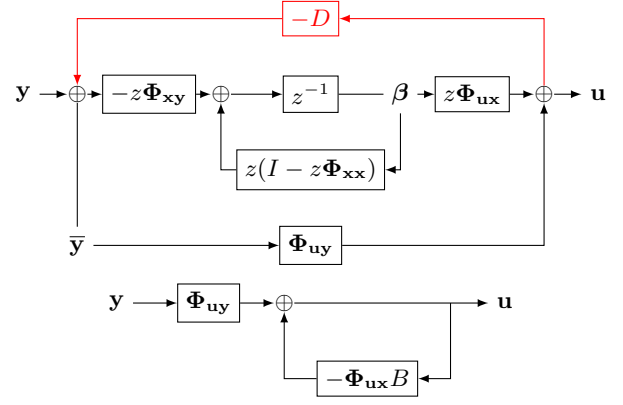 −D
y ⊕ −zΦxy ⊕ z⁻¹ β zΦux ⊕ u
z(I − zΦxx)
y̅ Φuy
y Φuy ⊕ u
−ΦuxB